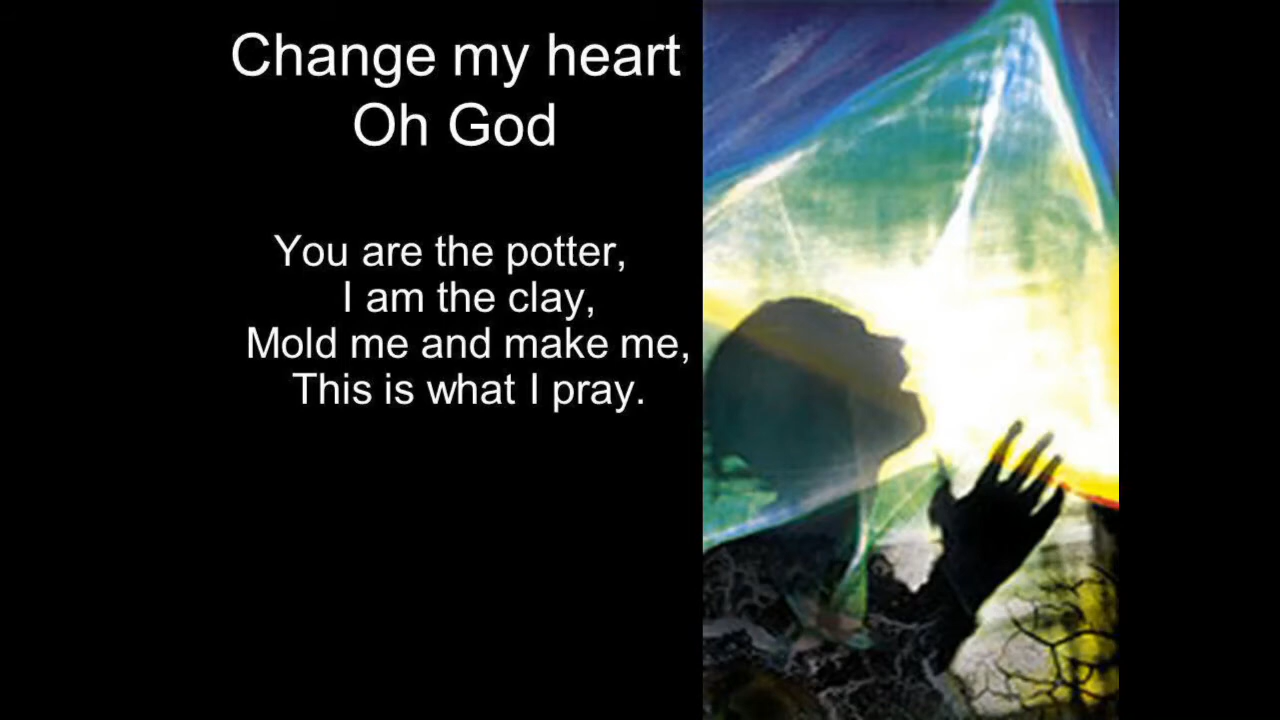 Change my heart
Oh God
You are the potter,
I am the clay,
Mold me and make me,
This is what I pray.